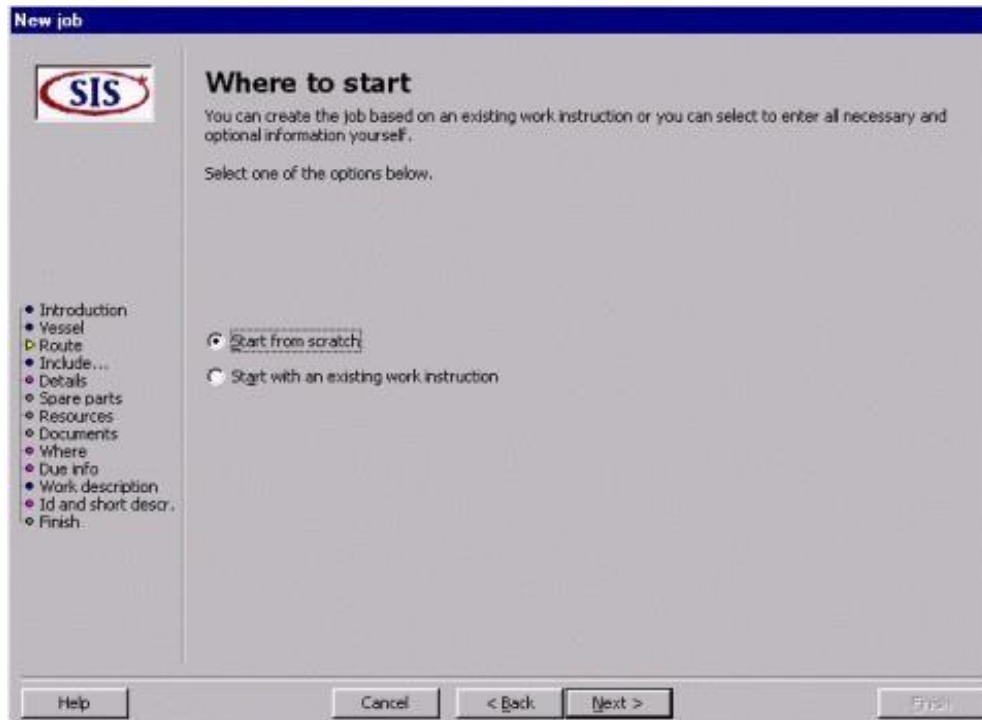 New job
SIS
Where to start
You can create the job based on an existing work instruction or you can select to enter all necessary and
optional information yourself.
Select one of the options below.
Introduction
Vessel
Route
Include...
Details
Spare parts
Resources
Documents
Where
Due info
Work description
Id and short descr.
Finish
Start from scratch
Start with an existing work instruction
Help
Cancel
< Back
Next >
Finish